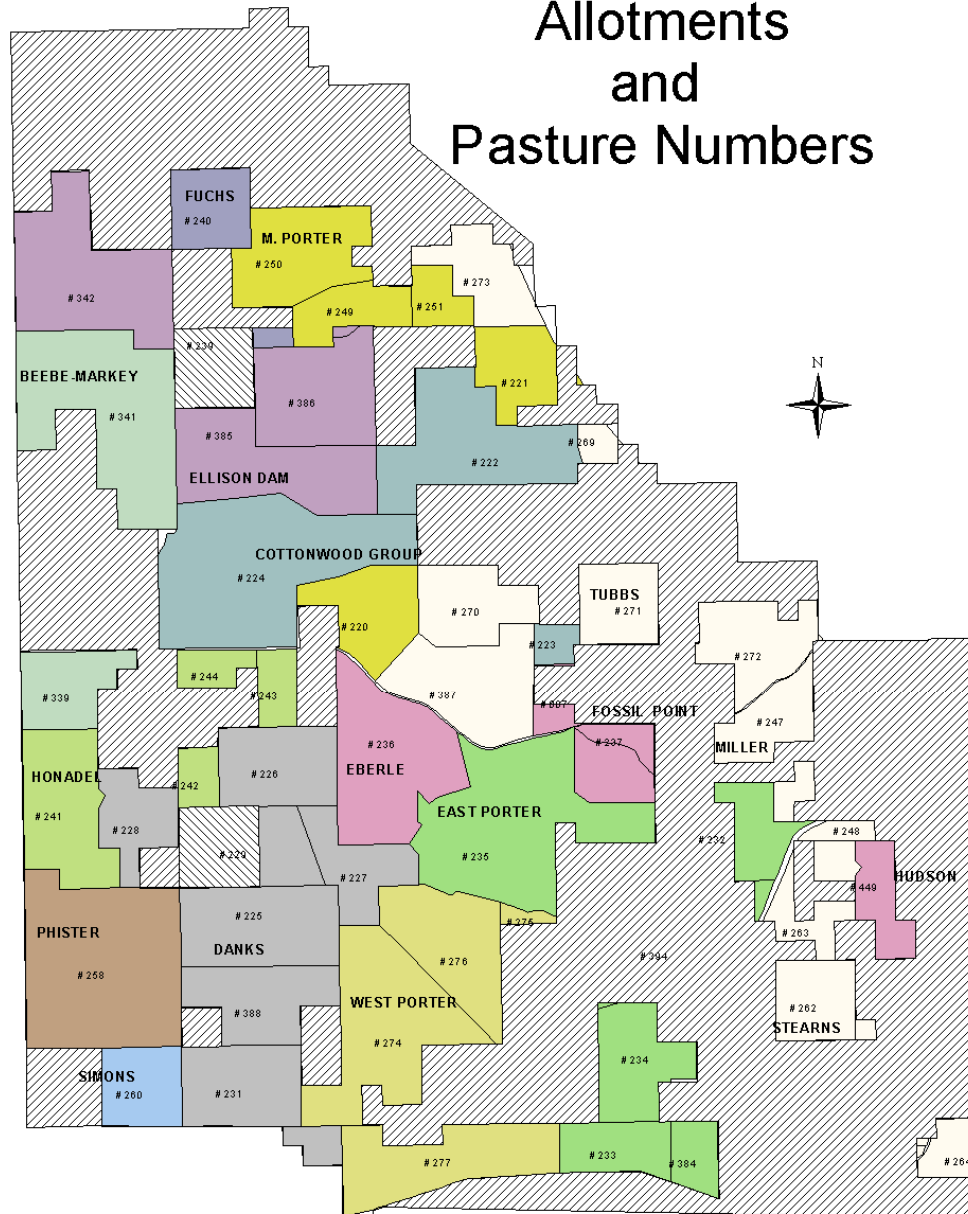 Allotments
and
Pasture Numbers
FUCHS
# 240
M. PORTER
# 250
# 273
# 342
# 249
# 251
N
# 239
BEEBE-MARKEY
# 221
# 386
# 341
# 385
# 269
# 222
ELLISON DAM
COTTONWOOD GROUP
# 224
TUBBS
# 270
# 271
# 220
# 223
# 272
# 244
# 339
# 243
# 387
FOSSIL POINT
# 247
# 236
# 237
MILLER
EBERLE
HONADEL
# 226
# 242
EAST PORTER
# 241
# 228
# 248
# 232
# 229
# 235
# 227
HUDSON
# 449
# 225
# 275
PHISTER
# 263
DANKS
# 276
# 394
# 258
WEST PORTER
# 262
# 388
STEARNS
# 274
# 234
SIMONS
# 260
# 231
# 277
# 233
# 384
# 264